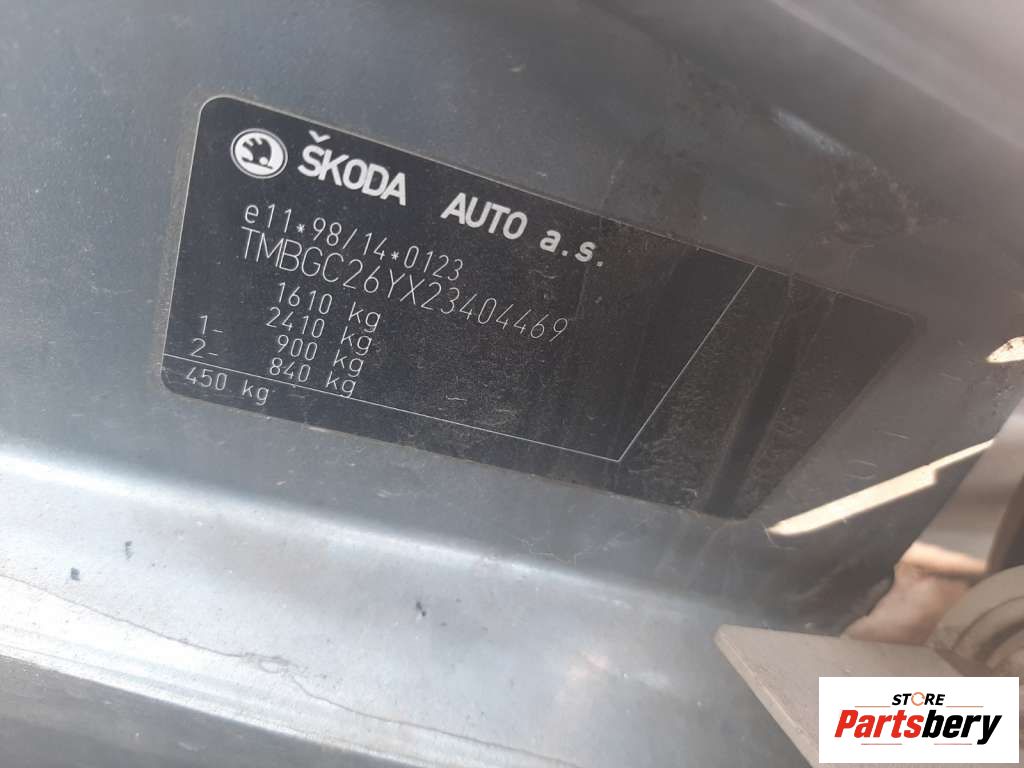 ŠKODA AUTO a.s.
e11*98/14*0123
TMBGC26YX23404469
1610 kg
2410 kg
1- 900 kg
2- 840 kg
450 kg
STORE
Partsbery